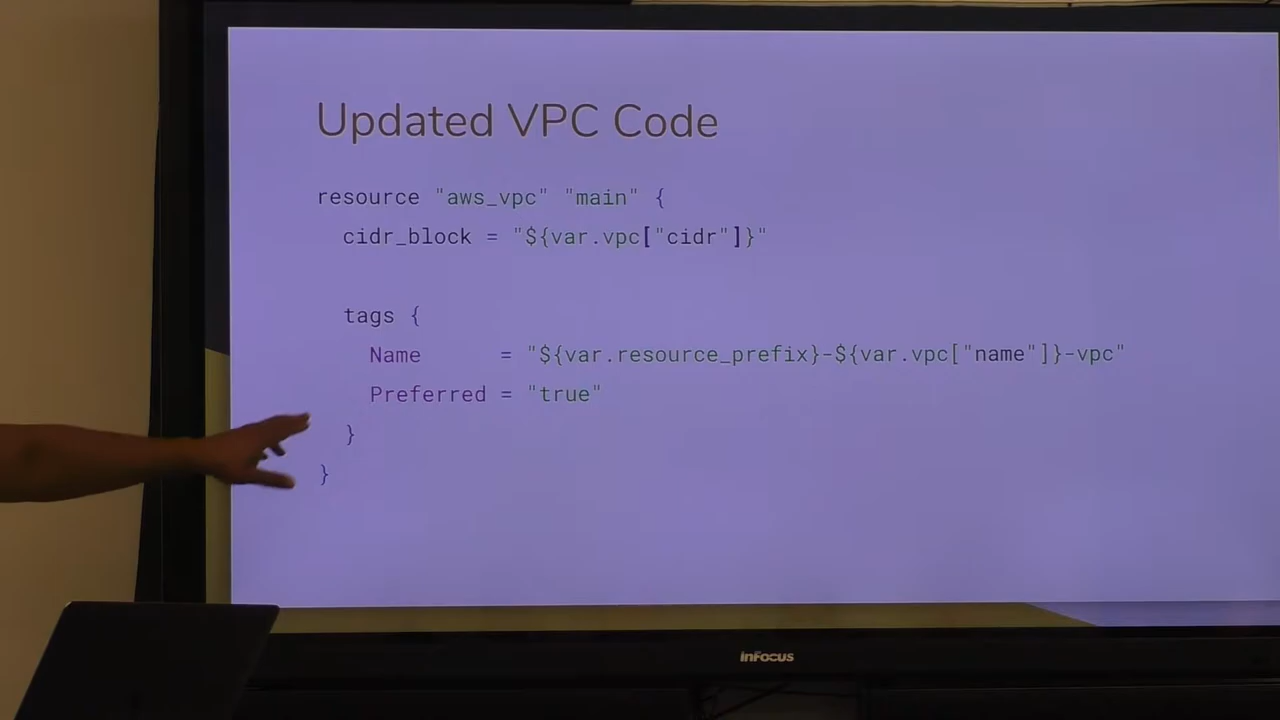 Updated VPC Code
resource "aws_vpc" "main" {
cidr_block = "${var.vpc["cidr"]}"
tags {
Name = "${var.resource_prefix}-${var.vpc["name"]}-vpc"
Preferred = "true"
}
}
InFocus